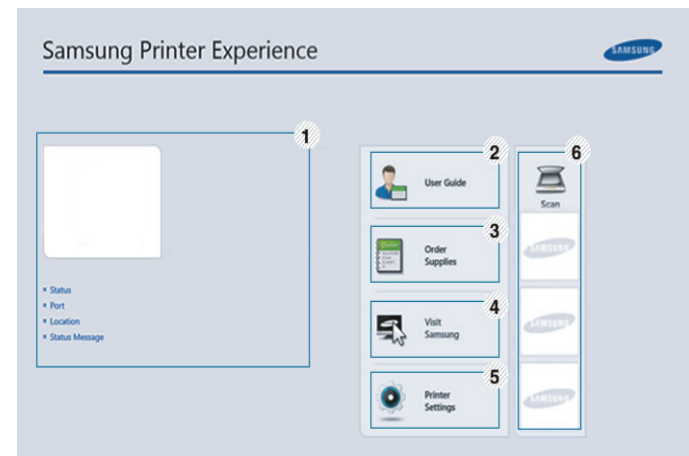 Samsung Printer Experience
SAMSUNG
1
Status
Port
Location
Status Message
2
User Guide
3
Order
Supplies
4
Visit
Samsung
5
Printer
Settings
6
Scan
SAMSUNG
SAMSUNG
SAMSUNG